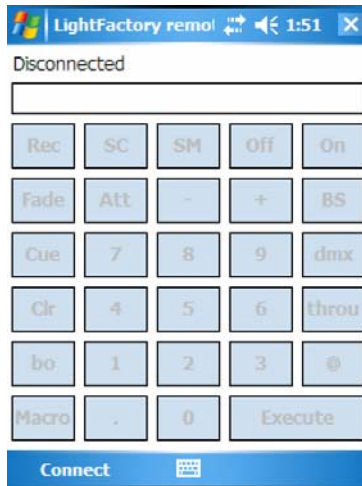 LightFactory remot 1:51
Disconnected
Rec SC SM Off On
Fade Att - + BS
Cue 7 8 9 dmx
Clr 4 5 6 throu
bo 1 2 3 @
Macro . 0 Execute
Connect